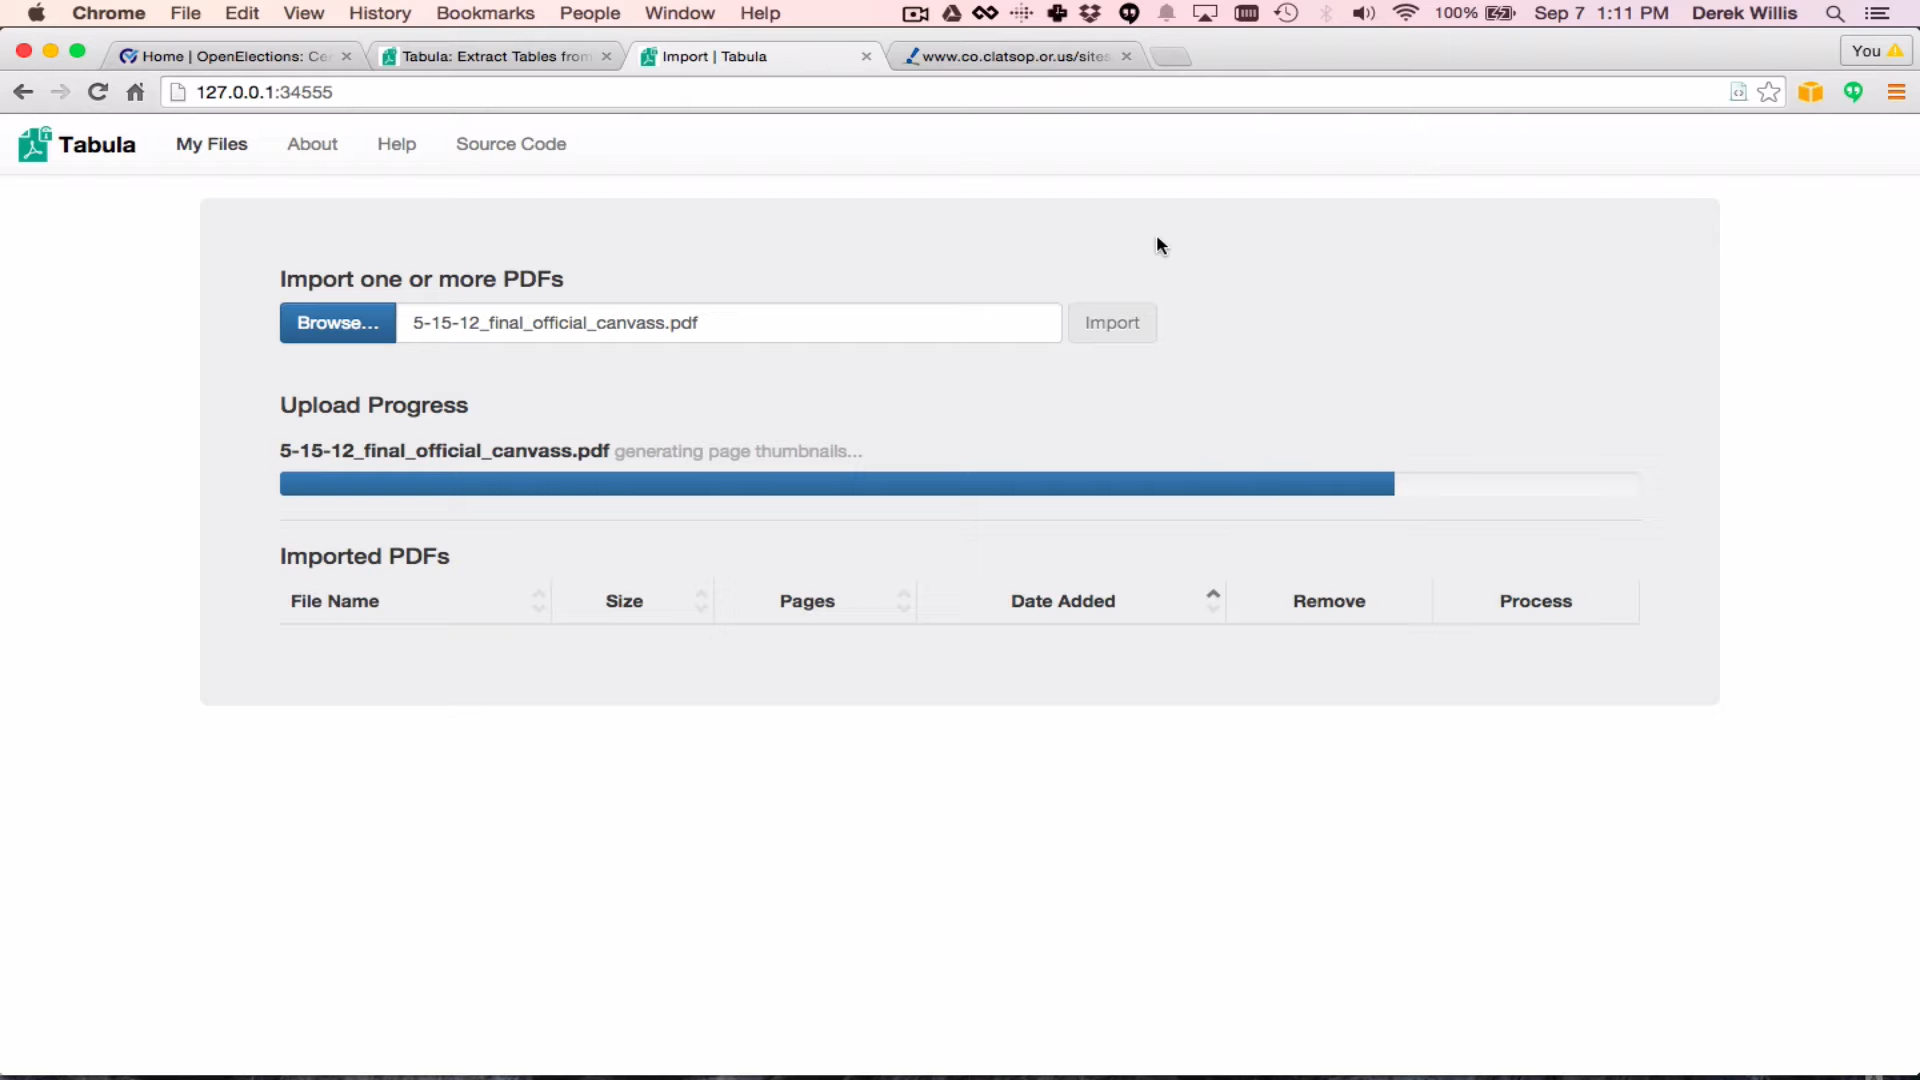 Chrome File Edit View History Bookmarks People Window Help 100% Sep 7 1:11 PM Derek Willis
Home | OpenElections: Ce Tabula: Extract Tables from Import | Tabula www.co.clatsop.or.us/sites You
127.0.0.1:34555
Tabula My Files About Help Source Code
Import one or more PDFs
Browse... 5-15-12_final_official_canvass.pdf Import
Upload Progress
5-15-12_final_official_canvass.pdf generating page thumbnails...
Imported PDFs
File Name Size Pages Date Added Remove Process